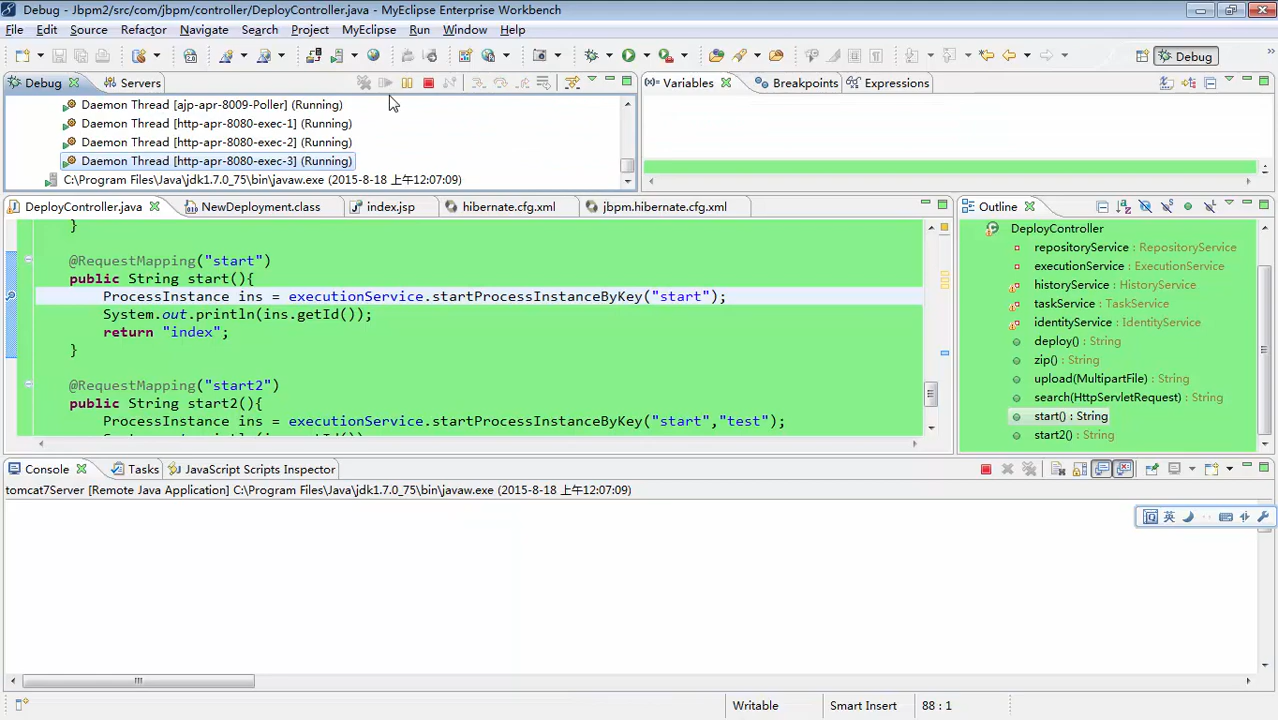 Debug - Jbpm2/src/com/jbpm/controller/DeployController.java - MyEclipse Enterprise Workbench
File Edit Source Refactor Navigate Search Project MyEclipse Run Window Help
Debug
Debug Servers
Variables Breakpoints Expressions
Daemon Thread [ajp-apr-8009-Poller] (Running)
Daemon Thread [http-apr-8080-exec-1] (Running)
Daemon Thread [http-apr-8080-exec-2] (Running)
Daemon Thread [http-apr-8080-exec-3] (Running)
C:\Program Files\Java\jdk1.7.0_75\bin\javaw.exe (2015-8-18 上午12:07:09)
DeployController.java NewDeployment.class index.jsp hibernate.cfg.xml jbpm.hibernate.cfg.xml
}
@RequestMapping("start")
public String start(){
ProcessInstance ins = executionService.startProcessInstanceByKey("start");
System.out.println(ins.getId());
return "index";
}
@RequestMapping("start2")
public String start2(){
ProcessInstance ins = executionService.startProcessInstanceByKey("start","test");
Outline
DeployController
repositoryService : RepositoryService
executionService : ExecutionService
historyService : HistoryService
taskService : TaskService
identityService : IdentityService
deploy() : String
zip() : String
upload(MultipartFile) : String
search(HttpServletRequest) : String
start() : String
start2() : String
Console Tasks JavaScript Scripts Inspector
tomcat7Server [Remote Java Application] C:\Program Files\Java\jdk1.7.0_75\bin\javaw.exe (2015-8-18 上午12:07:09)
英
Writable Smart Insert 88 : 1